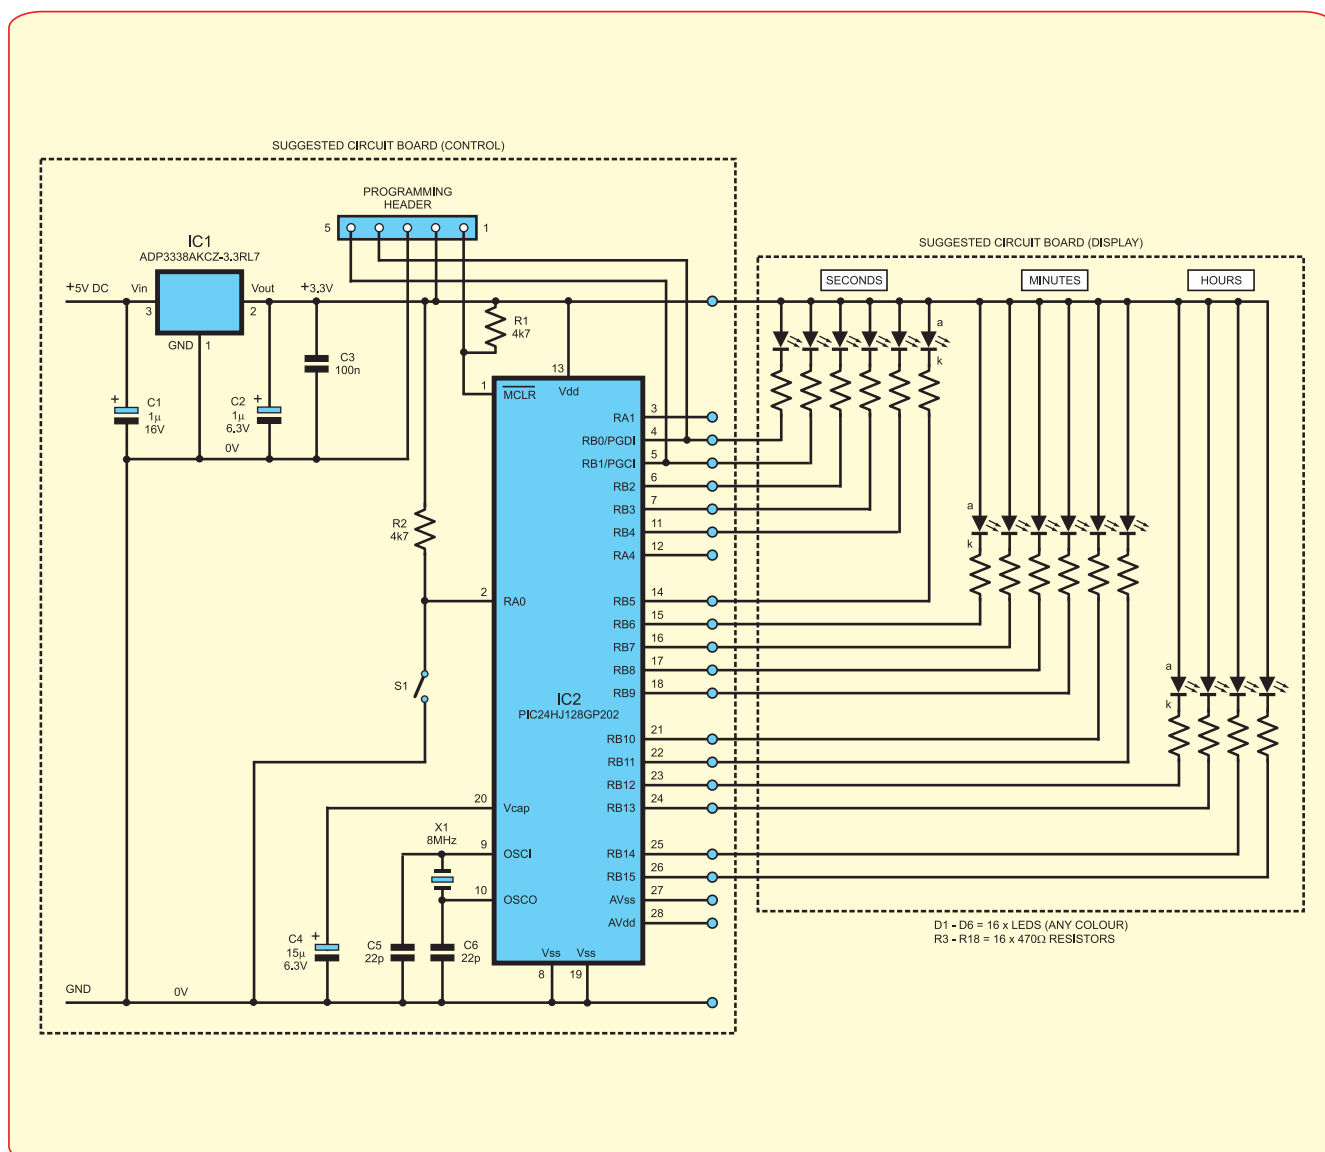 SUGGESTED CIRCUIT BOARD (CONTROL)
PROGRAMMING
HEADER
5
1
IC1
ADP3338AKCZ-3.3RL7
+5V DC
Vin
Vout
+3.3V
3
2
GND
1
R1
4k7
C3
100n
+
C1
1µ
16V
+
C2
1µ
6.3V
0V
R2
4k7
S1
X1
8MHz
+
C4
15µ
6.3V
C5
22p
C6
22p
GND
0V
13
Vdd
1
MCLR
2
RA0
20
Vcap
9
OSCI
10
OSCO
IC2
PIC24HJ128GP202
Vss
Vss
8
19
RA1
3
RB0/PGDI
4
RB1/PGCI
5
RB2
6
RB3
7
RB4
11
RA4
12
RB5
14
RB6
15
RB7
16
RB8
17
RB9
18
RB10
21
RB11
22
RB12
23
RB13
24
RB14
25
RB15
26
AVss
27
AVdd
28
SUGGESTED CIRCUIT BOARD (DISPLAY)
SECONDS
MINUTES
HOURS
a
k
a
k
a
k
D1 - D6 = 16 x LEDS (ANY COLOUR)
R3 - R18 = 16 x 470Ω RESISTORS